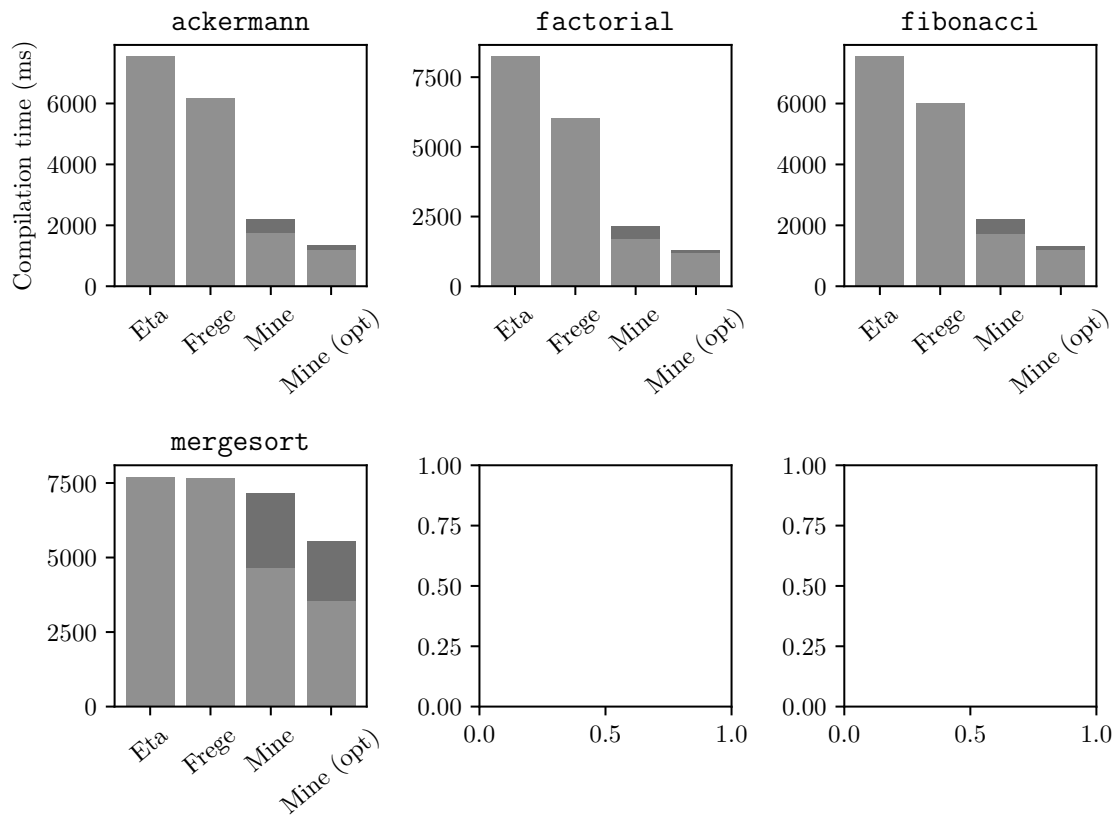 ackermann
factorial
fibonacci
Compilation time (ms)
6000
4000
2000
0
Eta
Frege
Mine
Mine (opt)
7500
5000
2500
0
Eta
Frege
Mine
Mine (opt)
6000
4000
2000
0
Eta
Frege
Mine
Mine (opt)
mergesort
7500
5000
2500
0
Eta
Frege
Mine
Mine (opt)
1.00
0.75
0.50
0.25
0.00
0.0
0.5
1.0
1.00
0.75
0.50
0.25
0.00
0.0
0.5
1.0